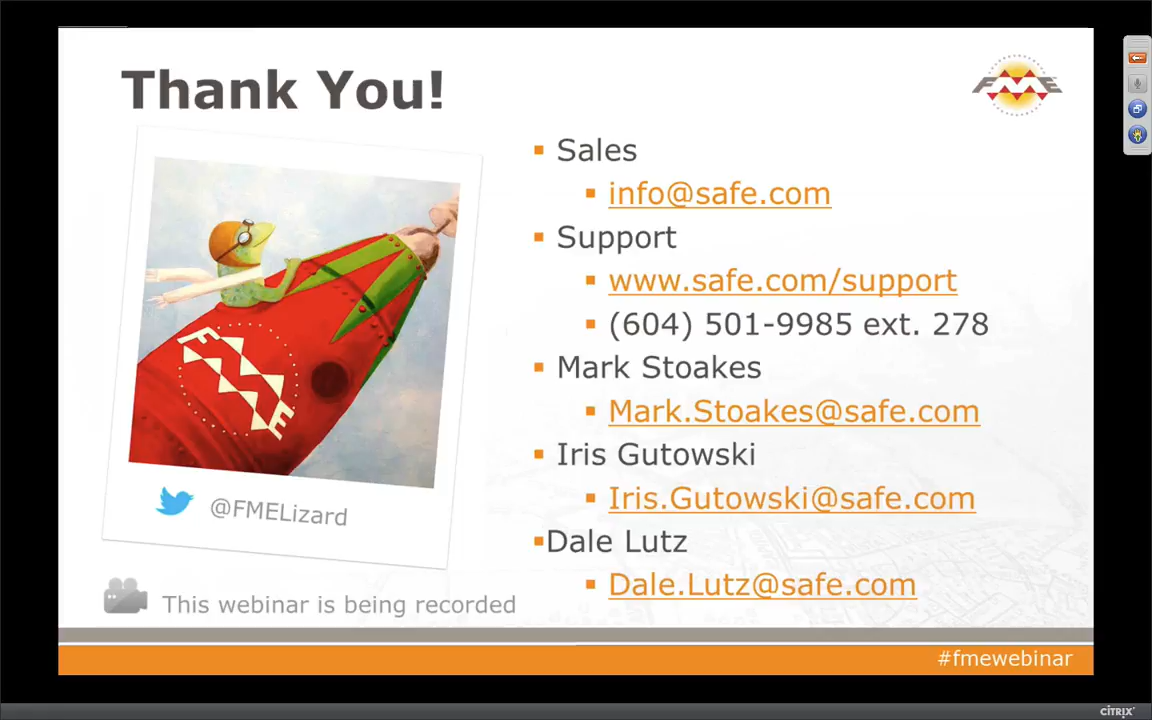 Thank You!
FME
Sales
info@safe.com
Support
www.safe.com/support
(604) 501-9985 ext. 278
Mark Stoakes
Mark.Stoakes@safe.com
Iris Gutowski
Iris.Gutowski@safe.com
Dale Lutz
Dale.Lutz@safe.com
FME
@FMELizard
This webinar is being recorded
#fmewebinar
CITRIX